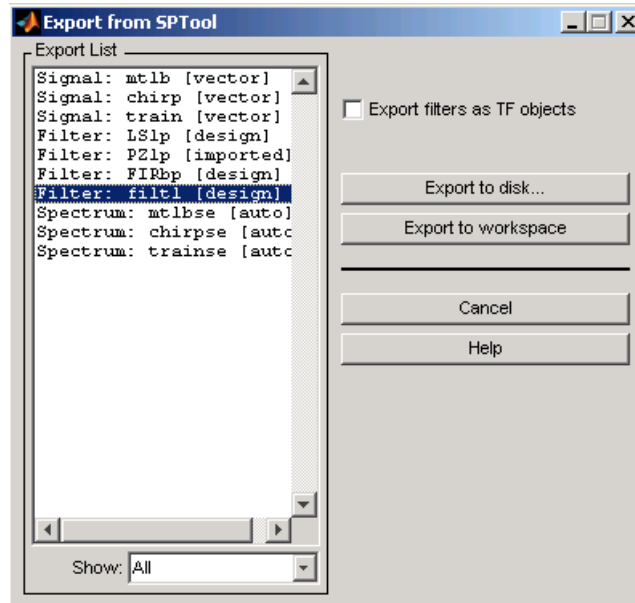 Export from SPTool
Export List
Signal: mtlb [vector]
Signal: chirp [vector]
Signal: train [vector]
Filter: LSlp [design]
Filter: PZlp [imported]
Filter: FIRbp [design]
Filter: filt1 [design]
Spectrum: mtlbse [auto]
Spectrum: chirpse [auto
Spectrum: trainse [auto
Show: All
Export filters as TF objects
Export to disk...
Export to workspace
Cancel
Help